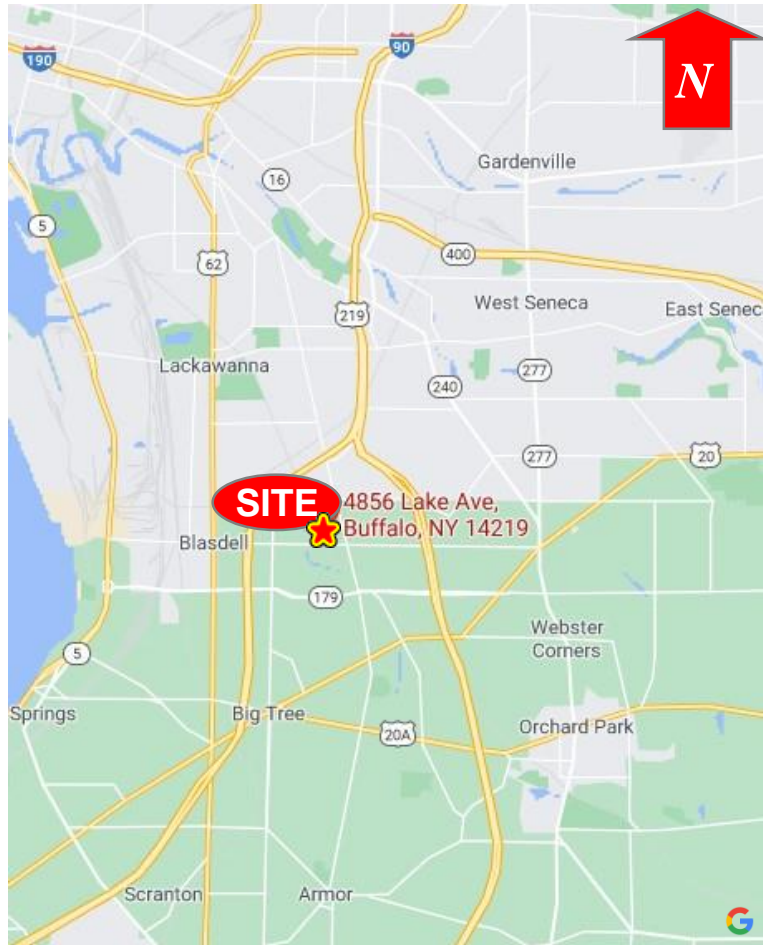 190
90
N
Gardenville
16
5
400
62
West Seneca
East Senec
219
Lackawanna
277
240
277
20
SITE
4856 Lake Ave,
Buffalo, NY 14219
Blasdell
179
Webster
Corners
5
Springs
Big Tree
20A
Orchard Park
Scranton
Armor
G